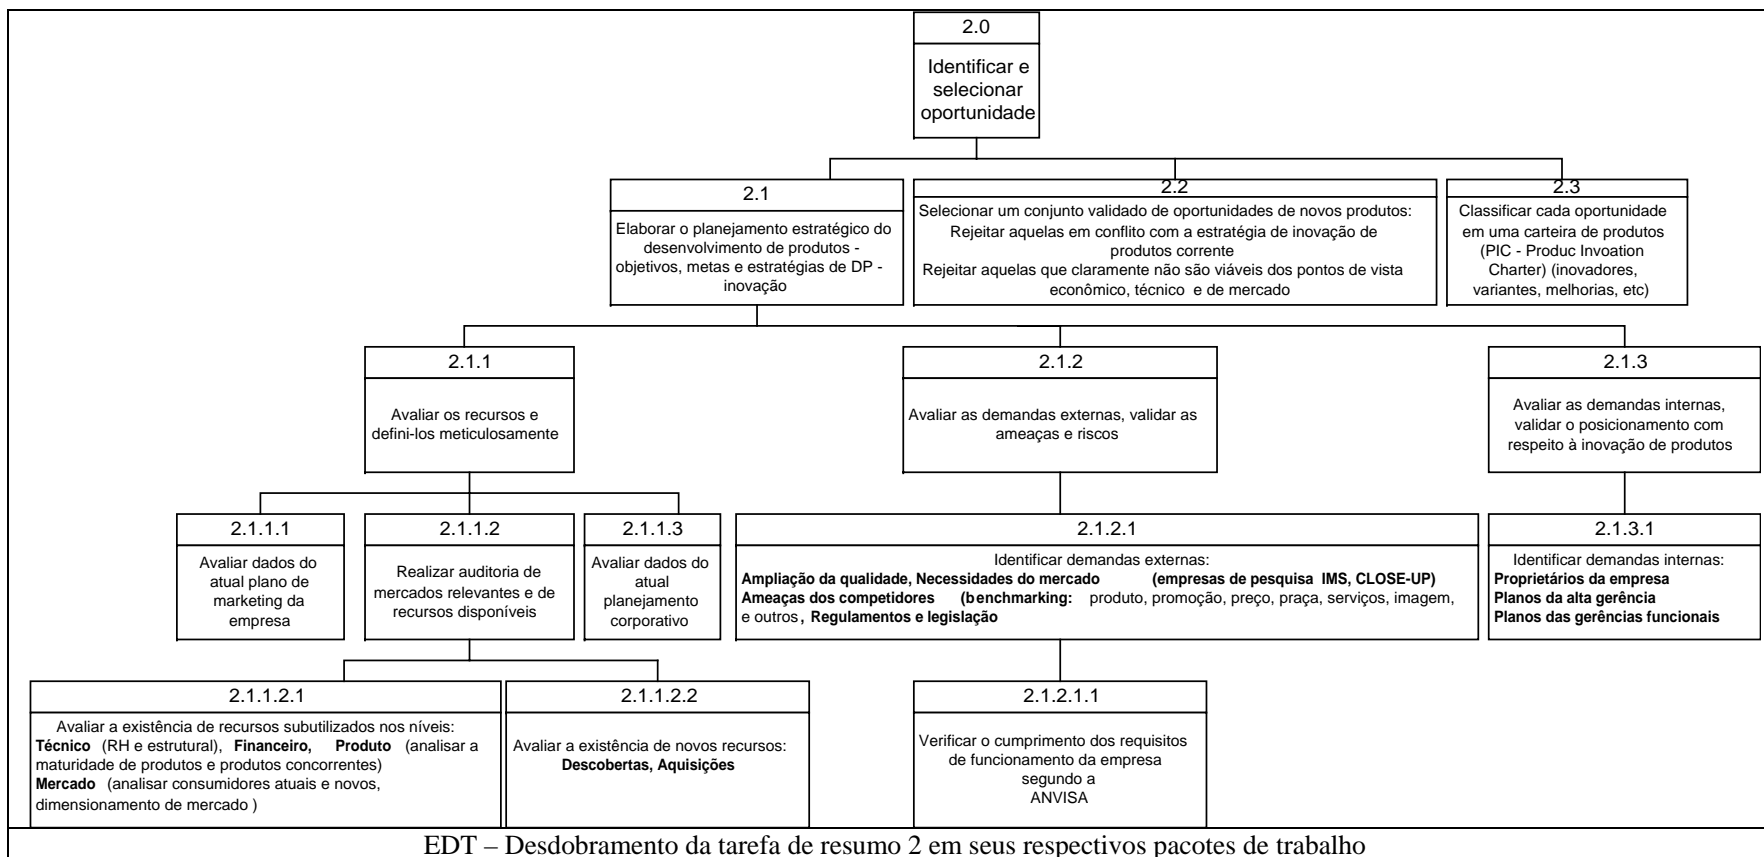 2.0
Identificar e
selecionar
oportunidade
2.1
Elaborar o planejamento estratégico do
desenvolvimento de produtos -
objetivos, metas e estratégias de DP -
inovação
2.2
Selecionar um conjunto validado de oportunidades de novos produtos:
Rejeitar aquelas em conflito com a estratégia de inovação de
produtos corrente
Rejeitar aquelas que claramente não são viáveis dos pontos de vista
econômico, técnico e de mercado
2.3
Classificar cada oportunidade
em uma carteira de produtos
(PIC - Produc Invoation
Charter) (inovadores,
variantes, melhorias, etc)
2.1.1
Avaliar os recursos e
defini-los meticulosamente
2.1.2
Avaliar as demandas externas, validar as
ameaças e riscos
2.1.3
Avaliar as demandas internas,
validar o posicionamento com
respeito à inovação de produtos
2.1.1.1
Avaliar dados do
atual plano de
marketing da
empresa
2.1.1.2
Realizar auditoria de
mercados relevantes e de
recursos disponíveis
2.1.1.3
Avaliar dados do
atual
planejamento
corporativo
2.1.2.1
Identificar demandas externas:
Ampliação da qualidade, Necessidades do mercado (empresas de pesquisa IMS, CLOSE-UP)
Ameaças dos competidores (benchmarking: produto, promoção, preço, praça, serviços, imagem,
e outros, Regulamentos e legislação
2.1.3.1
Identificar demandas internas:
Proprietários da empresa
Planos da alta gerência
Planos das gerências funcionais
2.1.1.2.1
Avaliar a existência de recursos subutilizados nos níveis:
Técnico (RH e estrutural), Financeiro, Produto (analisar a
maturidade de produtos e produtos concorrentes)
Mercado (analisar consumidores atuais e novos,
dimensionamento de mercado )
2.1.1.2.2
Avaliar a existência de novos recursos:
Descobertas, Aquisições
2.1.2.1.1
Verificar o cumprimento dos requisitos
de funcionamento da empresa
segundo a
ANVISA
EDT – Desdobramento da tarefa de resumo 2 em seus respectivos pacotes de trabalho